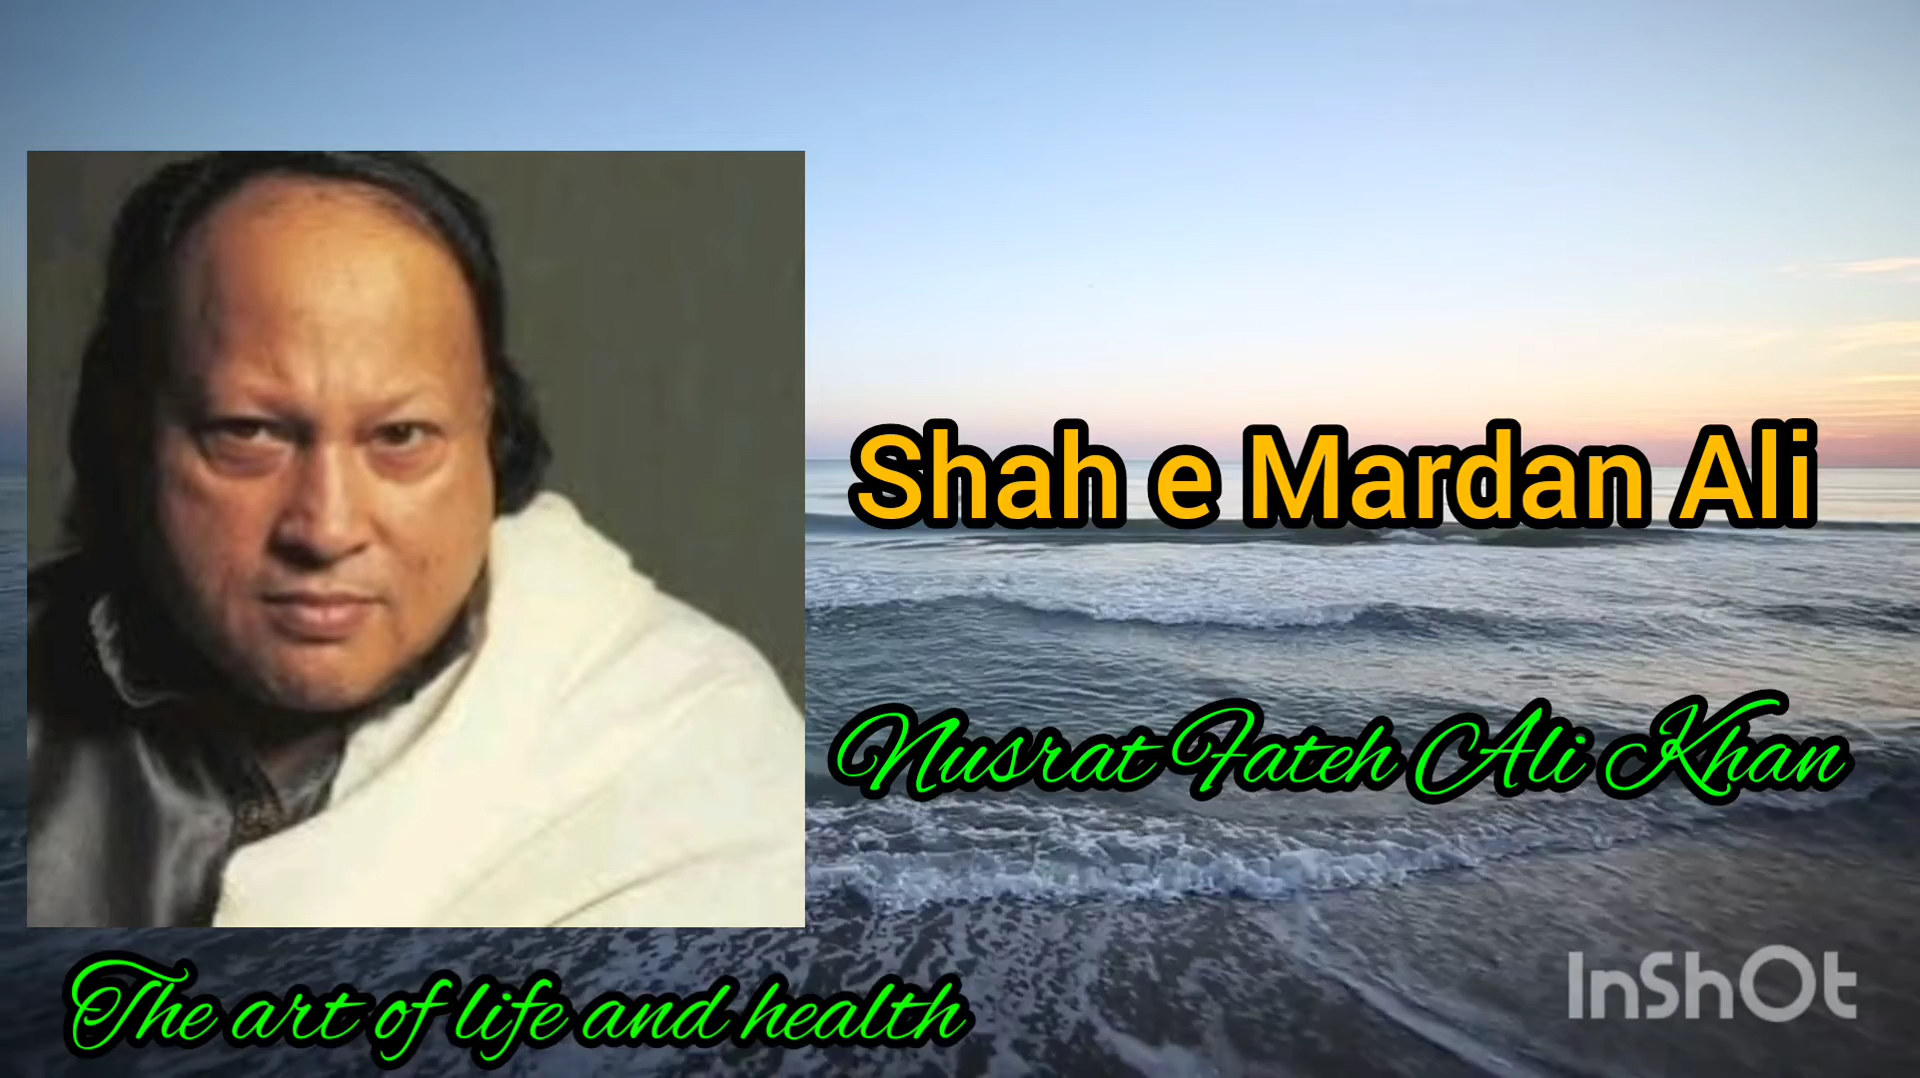 Shah e Mardan Ali
Nusrat Fateh Ali Khan
The art of life and health
InShOt